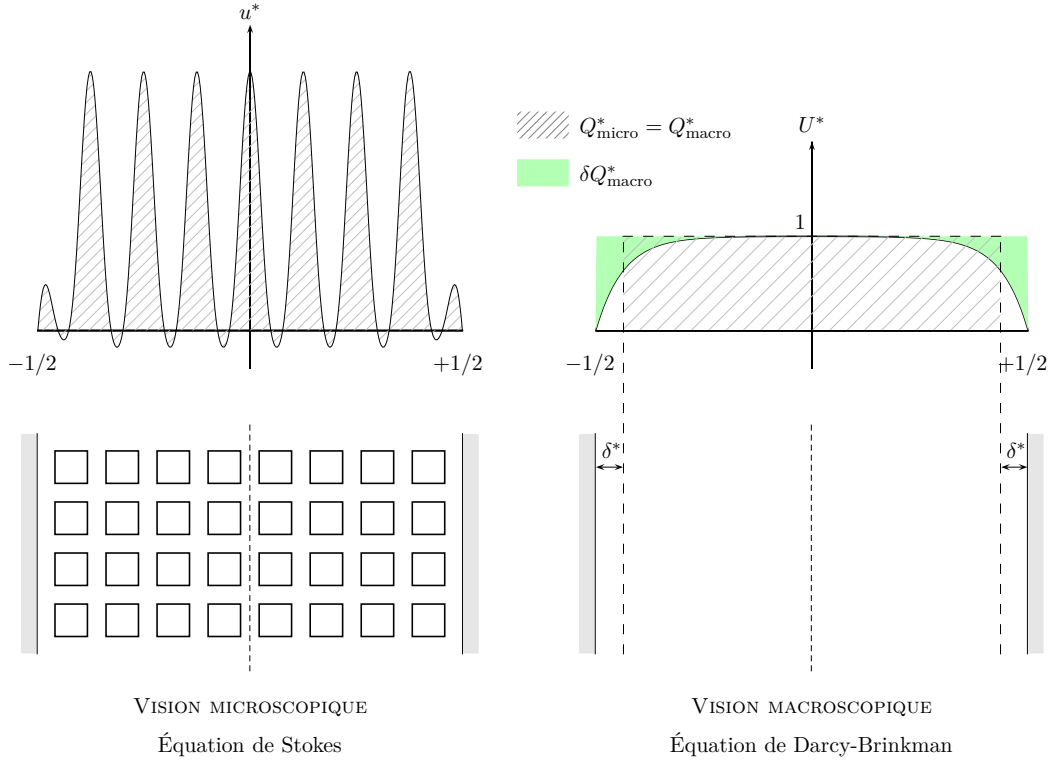 u*
−1/2
+1/2
Q*micro = Q*macro
δQ*macro
U*
1
−1/2
+1/2
δ*
δ*
VISION MICROSCOPIQUE
Équation de Stokes
VISION MACROSCOPIQUE
Équation de Darcy-Brinkman